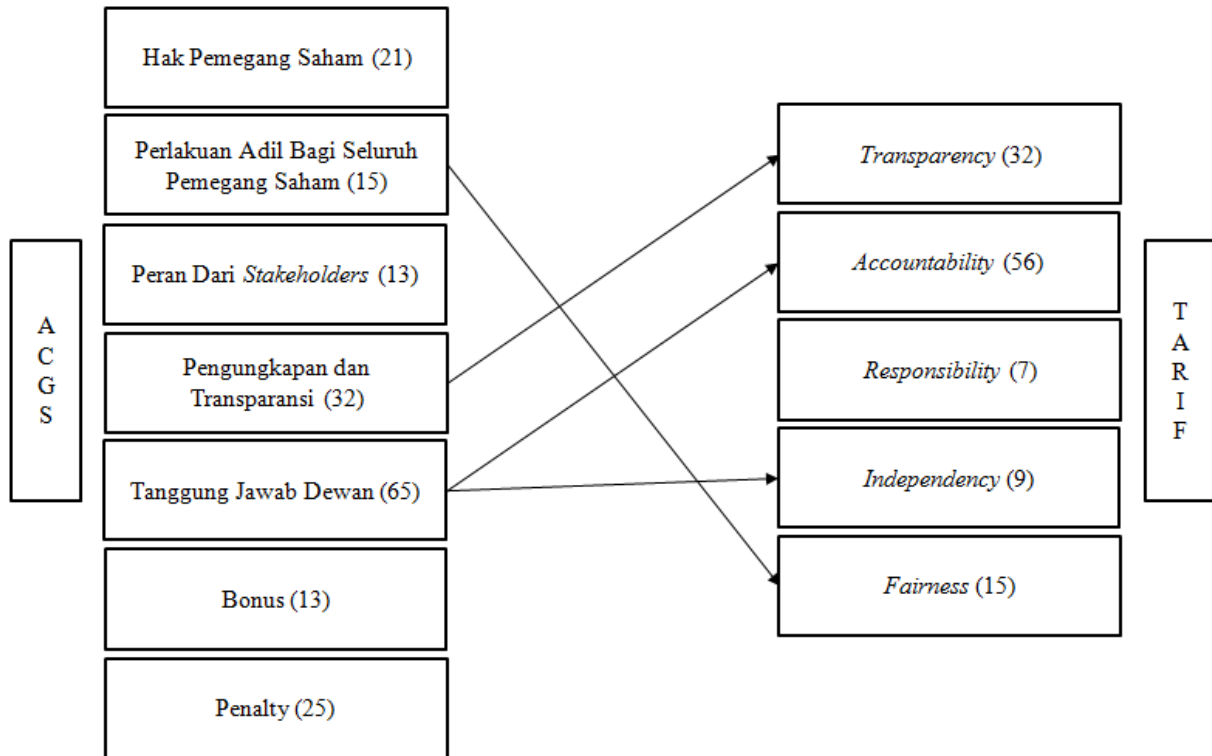 A
C
G
S
Hak Pemegang Saham (21)
Perlakuan Adil Bagi Seluruh
Pemegang Saham (15)
Peran Dari Stakeholders (13)
Pengungkapan dan
Transparansi (32)
Tanggung Jawab Dewan (65)
Bonus (13)
Penalty (25)
Transparency (32)
Accountability (56)
Responsibility (7)
Independency (9)
Fairness (15)
T
A
R
I
F